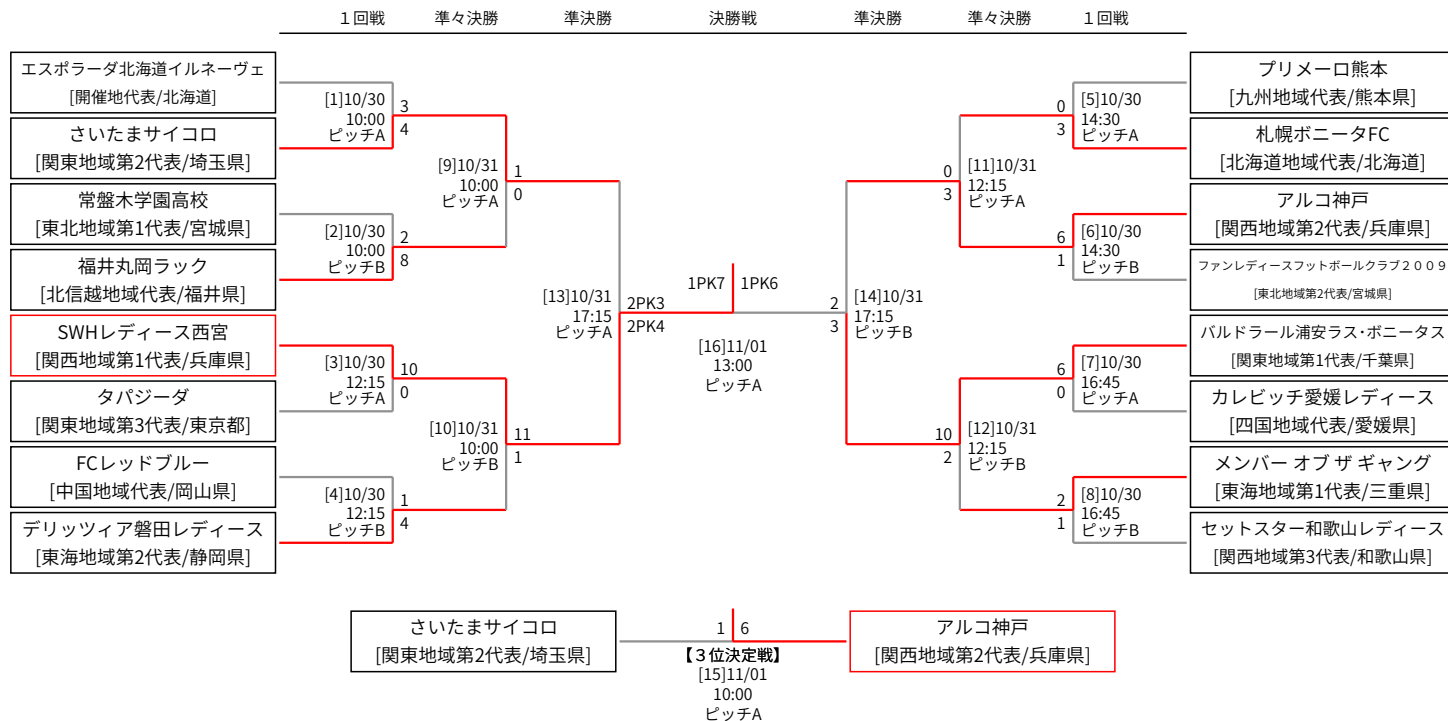 １回戦
準々決勝
準決勝
決勝戦
準決勝
準々決勝
１回戦
エスポラーダ北海道イルネーヴェ
[開催地代表/北海道]
さいたまサイコロ
[関東地域第2代表/埼玉県]
常盤木学園高校
[東北地域第1代表/宮城県]
福井丸岡ラック
[北信越地域代表/福井県]
SWHレディース西宮
[関西地域第1代表/兵庫県]
タパジーダ
[関東地域第3代表/東京都]
FCレッドブルー
[中国地域代表/岡山県]
デリッツィア磐田レディース
[東海地域第2代表/静岡県]
[1]10/30
10:00
ピッチA
3
4
[2]10/30
10:00
ピッチB
2
8
[3]10/30
12:15
ピッチA
10
0
[4]10/30
12:15
ピッチB
1
4
[9]10/31
10:00
ピッチA
1
0
[10]10/31
10:00
ピッチB
11
1
[13]10/31
17:15
ピッチA
2PK3
2PK4
1PK7
1PK6
[16]11/01
13:00
ピッチA
2
3
[14]10/31
17:15
ピッチB
0
3
[11]10/31
12:15
ピッチA
10
2
[12]10/31
12:15
ピッチB
0
3
[5]10/30
14:30
ピッチA
6
1
[6]10/30
14:30
ピッチB
6
0
[7]10/30
16:45
ピッチA
2
1
[8]10/30
16:45
ピッチB
プリメーロ熊本
[九州地域代表/熊本県]
札幌ボニータFC
[北海道地域代表/北海道]
アルコ神戸
[関西地域第2代表/兵庫県]
ファンレディースフットボールクラブ２００９
[東北地域第2代表/宮城県]
バルドラール浦安ラス・ボニータス
[関東地域第1代表/千葉県]
カレビッチ愛媛レディース
[四国地域代表/愛媛県]
メンバー オブ ザ ギャング
[東海地域第1代表/三重県]
セットスター和歌山レディース
[関西地域第3代表/和歌山県]
さいたまサイコロ
[関東地域第2代表/埼玉県]
1
6
【３位決定戦】
[15]11/01
10:00
ピッチA
アルコ神戸
[関西地域第2代表/兵庫県]